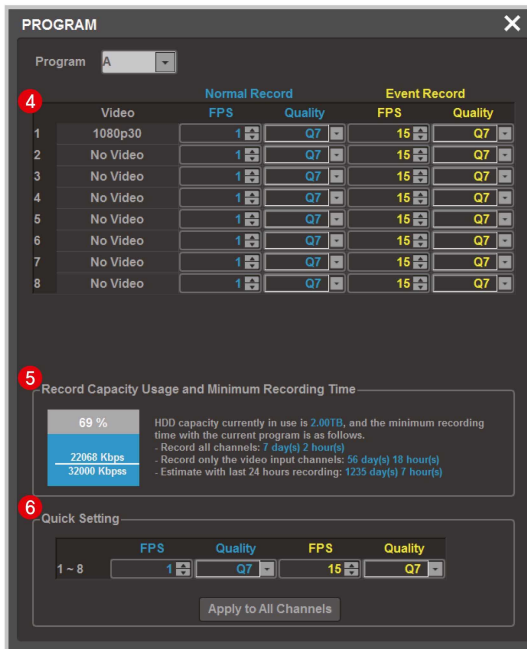 PROGRAM
Program A
4
Normal Record Event Record
Video FPS Quality FPS Quality
1 1080p30 1 Q7 15 Q7
2 No Video 1 Q7 15 Q7
3 No Video 1 Q7 15 Q7
4 No Video 1 Q7 15 Q7
5 No Video 1 Q7 15 Q7
6 No Video 1 Q7 15 Q7
7 No Video 1 Q7 15 Q7
8 No Video 1 Q7 15 Q7
5
Record Capacity Usage and Minimum Recording Time
69 %
22068 Kbps
32000 Kbpss
HDD capacity currently in use is 2.00TB, and the minimum recording
time with the current program is as follows.
- Record all channels: 7 day(s) 2 hour(s)
- Record only the video input channels: 56 day(s) 18 hour(s)
- Estimate with last 24 hours recording: 1235 day(s) 7 hour(s)
6
Quick Setting
FPS Quality FPS Quality
1 ~ 8 1 Q7 15 Q7
Apply to All Channels